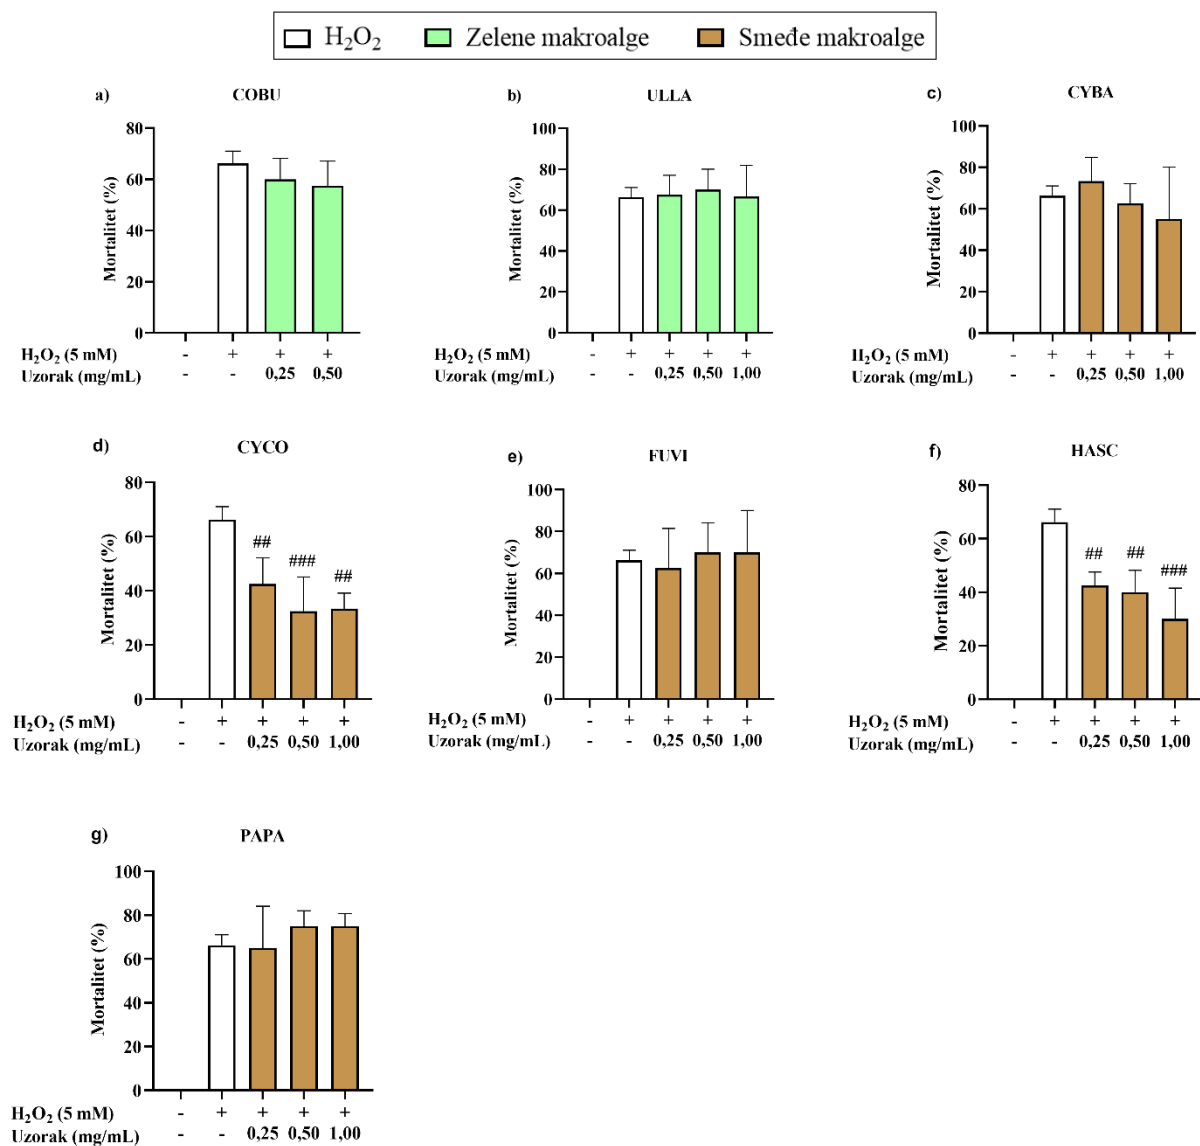 H₂O₂ Zelene makroalge Smeđe makroalge
a) COBU
Mortalitet (%)
80
60
40
20
0
H₂O₂ (5 mM) - + + +
Uzorak (mg/mL) - - 0,25 0,50
b) ULLA
Mortalitet (%)
100
80
60
40
20
0
H₂O₂ (5 mM) - + + + +
Uzorak (mg/mL) - - 0,25 0,50 1,00
c) CYBA
Mortalitet (%)
100
80
60
40
20
0
H₂O₂ (5 mM) - + + + +
Uzorak (mg/mL) - - 0,25 0,50 1,00
d) CYCO
Mortalitet (%)
80
60
40
20
0
## ### ##
H₂O₂ (5 mM) - + + + +
Uzorak (mg/mL) - - 0,25 0,50 1,00
e) FUVI
Mortalitet (%)
100
80
60
40
20
0
H₂O₂ (5 mM) - + + + +
Uzorak (mg/mL) - - 0,25 0,50 1,00
f) HASC
Mortalitet (%)
80
60
40
20
0
## ## ###
H₂O₂ (5 mM) - + + + +
Uzorak (mg/mL) - - 0,25 0,50 1,00
g) PAPA
Mortalitet (%)
100
80
60
40
20
0
H₂O₂ (5 mM) - + + + +
Uzorak (mg/mL) - - 0,25 0,50 1,00